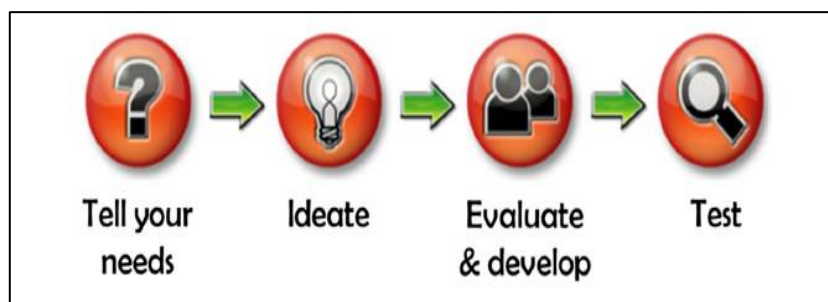 Tell your
needs
Ideate
Evaluate
& develop
Test